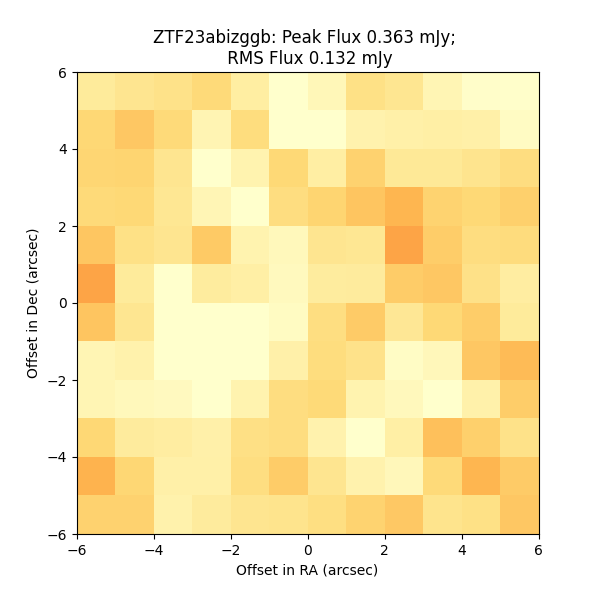 ZTF23abizggb: Peak Flux 0.363 mJy;
RMS Flux 0.132 mJy
6
4
2
0
−2
−4
−6
Offset in Dec (arcsec)
−6 −4 −2 0 2 4 6
Offset in RA (arcsec)